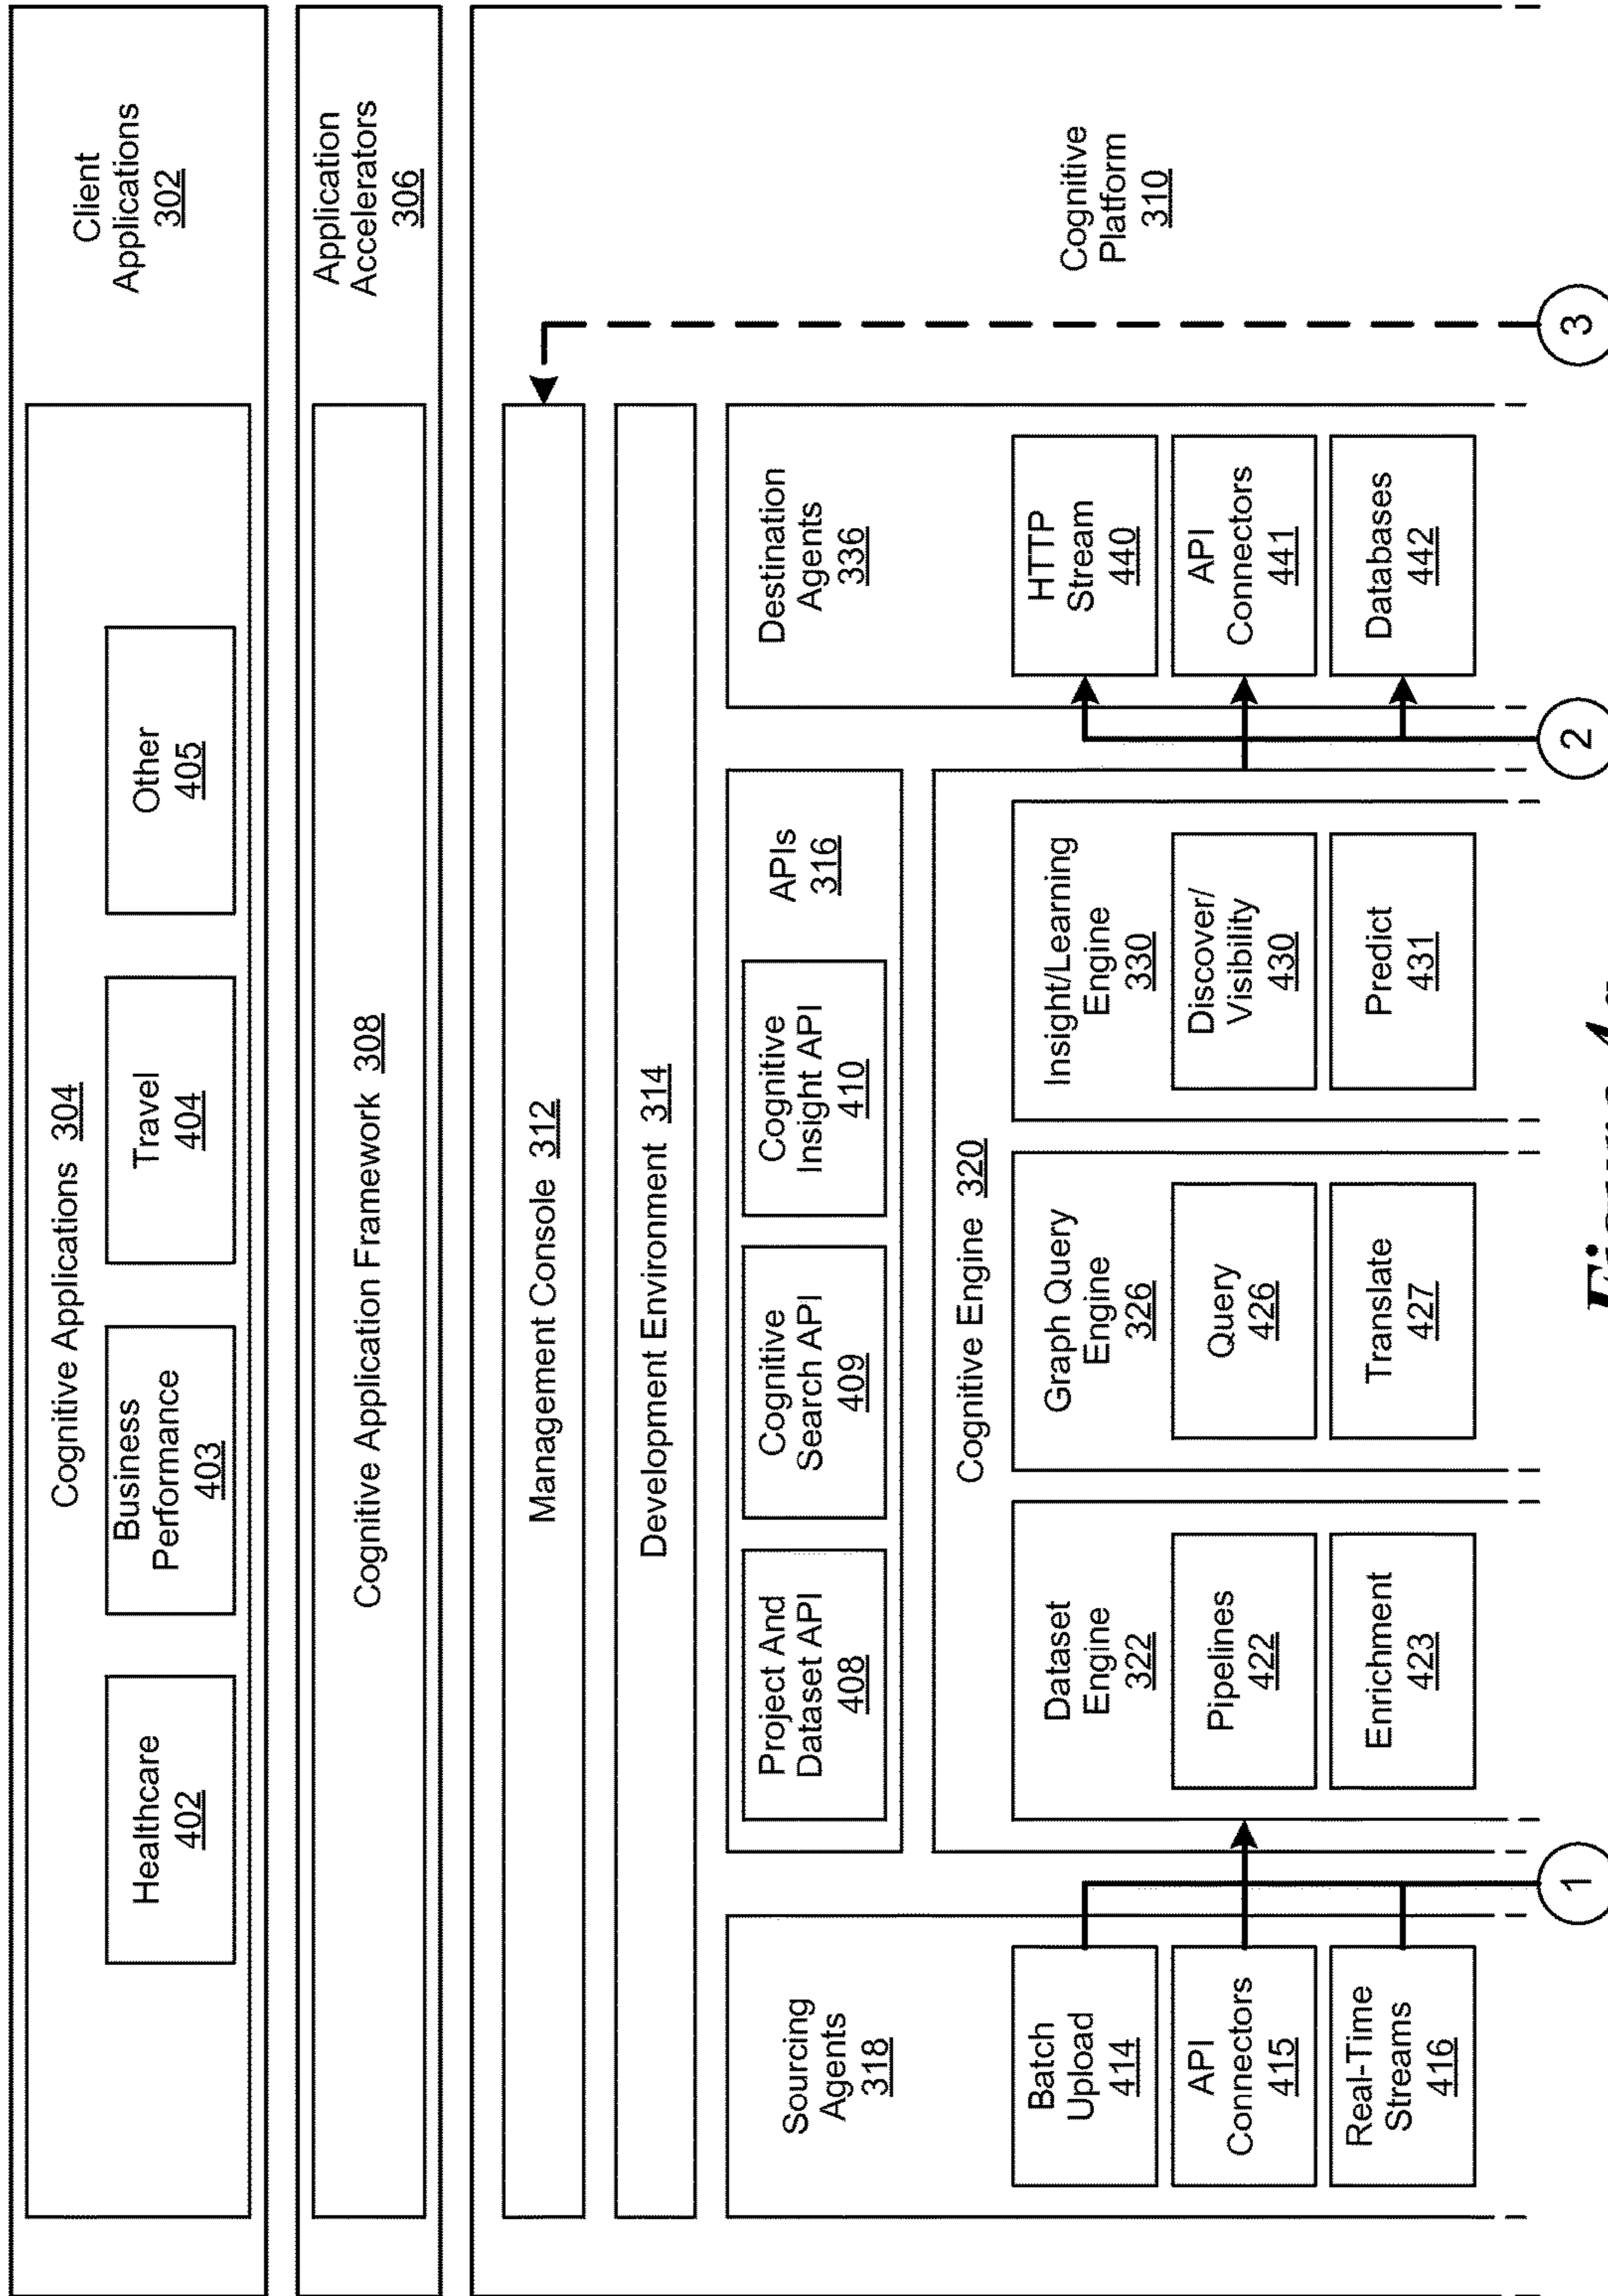 Client
Applications
302
Cognitive Applications 304
Healthcare
402
Business
Performance
403
Travel
404
Other
405
Application
Accelerators
306
Cognitive Application Framework 308
Cognitive
Platform
310
Management Console 312
Development Environment 314
Sourcing
Agents
318
Batch
Upload
414
API
Connectors
415
Real-Time
Streams
416
Project And
Dataset API
408
Cognitive
Search API
409
Cognitive
Insight API
410
APIs
316
Cognitive Engine 320
Dataset
Engine
322
Pipelines
422
Enrichment
423
Graph Query
Engine
326
Query
426
Translate
427
Insight/Learning
Engine
330
Discover/
Visibility
430
Predict
431
Destination
Agents
336
HTTP
Stream
440
API
Connectors
441
Databases
442
1
2
3